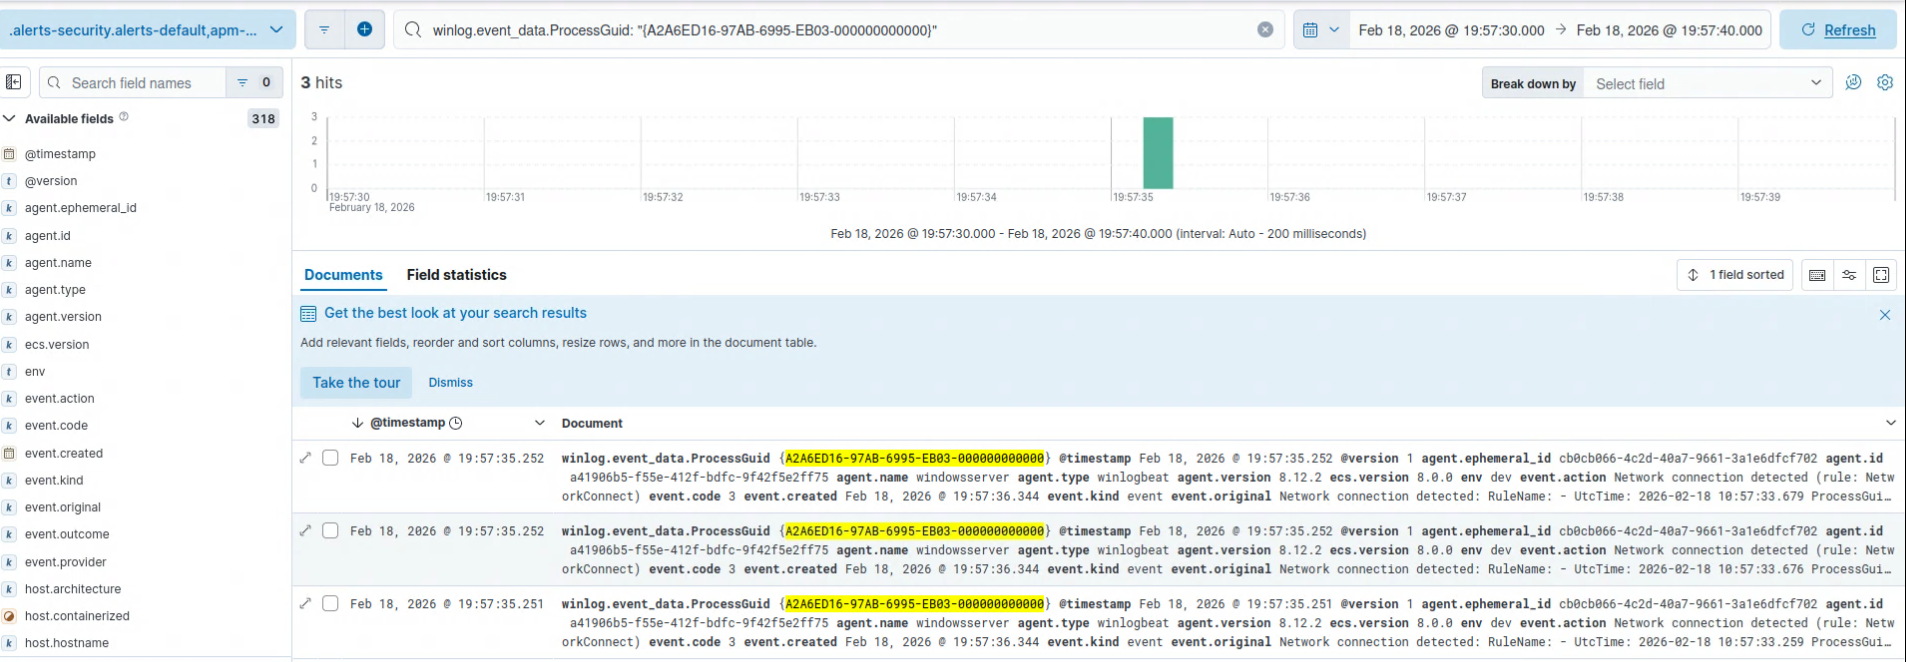 .alerts-security.alerts-default,apm-...
winlog.event_data.ProcessGuid: "{A2A6ED16-97AB-6995-EB03-000000000000}"
Feb 18, 2026 @ 19:57:30.000 → Feb 18, 2026 @ 19:57:40.000
Refresh
Search field names
0
Available fields
318
@timestamp
@version
agent.ephemeral_id
agent.id
agent.name
agent.type
agent.version
ecs.version
env
event.action
event.code
event.created
event.kind
event.original
event.outcome
event.provider
host.architecture
host.containerized
host.hostname
3 hits
Break down by Select field
3
2
1
0
19:57:30 19:57:31 19:57:32 19:57:33 19:57:34 19:57:35 19:57:36 19:57:37 19:57:38 19:57:39
February 18, 2026
Feb 18, 2026 @ 19:57:30.000 - Feb 18, 2026 @ 19:57:40.000 (interval: Auto - 200 milliseconds)
Documents Field statistics
1 field sorted
Get the best look at your search results
Add relevant fields, reorder and sort columns, resize rows, and more in the document table.
Take the tour Dismiss
@timestamp Document
Feb 18, 2026 @ 19:57:35.252 winlog.event_data.ProcessGuid {A2A6ED16-97AB-6995-EB03-000000000000} @timestamp Feb 18, 2026 @ 19:57:35.252 @version 1 agent.ephemeral_id cb0cb066-4c2d-40a7-9661-3a1e6dfcf702 agent.id
a41906b5-f55e-412f-bdfc-9f42f5e2ff75 agent.name windowsserver agent.type winlogbeat agent.version 8.12.2 ecs.version 8.0.0 env dev event.action Network connection detected (rule: Netw
orkConnect) event.code 3 event.created Feb 18, 2026 @ 19:57:36.344 event.kind event event.original Network connection detected: RuleName: - UtcTime: 2026-02-18 10:57:33.679 ProcessGui…
Feb 18, 2026 @ 19:57:35.252 winlog.event_data.ProcessGuid {A2A6ED16-97AB-6995-EB03-000000000000} @timestamp Feb 18, 2026 @ 19:57:35.252 @version 1 agent.ephemeral_id cb0cb066-4c2d-40a7-9661-3a1e6dfcf702 agent.id
a41906b5-f55e-412f-bdfc-9f42f5e2ff75 agent.name windowsserver agent.type winlogbeat agent.version 8.12.2 ecs.version 8.0.0 env dev event.action Network connection detected (rule: Netw
orkConnect) event.code 3 event.created Feb 18, 2026 @ 19:57:36.344 event.kind event event.original Network connection detected: RuleName: - UtcTime: 2026-02-18 10:57:33.676 ProcessGui…
Feb 18, 2026 @ 19:57:35.251 winlog.event_data.ProcessGuid {A2A6ED16-97AB-6995-EB03-000000000000} @timestamp Feb 18, 2026 @ 19:57:35.251 @version 1 agent.ephemeral_id cb0cb066-4c2d-40a7-9661-3a1e6dfcf702 agent.id
a41906b5-f55e-412f-bdfc-9f42f5e2ff75 agent.name windowsserver agent.type winlogbeat agent.version 8.12.2 ecs.version 8.0.0 env dev event.action Network connection detected (rule: Netw
orkConnect) event.code 3 event.created Feb 18, 2026 @ 19:57:36.344 event.kind event event.original Network connection detected: RuleName: - UtcTime: 2026-02-18 10:57:33.259 ProcessGui…